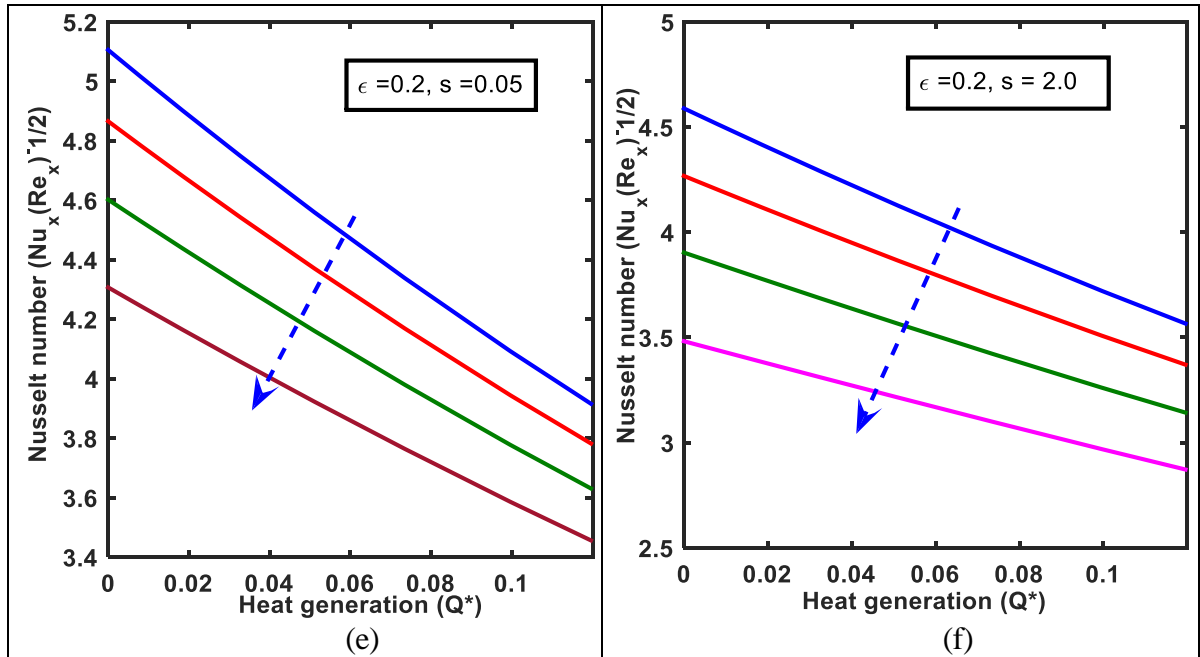 5.2
5
4.8
4.6
4.4
4.2
4
3.8
3.6
3.4
Nusselt number (Nu_x(Re_x)^-1/2)
ϵ =0.2, s =0.05
0 0.02 0.04 0.06 0.08 0.1
Heat generation (Q*)
(e)
5
4.5
4
3.5
3
2.5
Nusselt number (Nu_x(Re_x)^-1/2)
ϵ =0.2, s = 2.0
0 0.02 0.04 0.06 0.08 0.1
Heat generation (Q*)
(f)